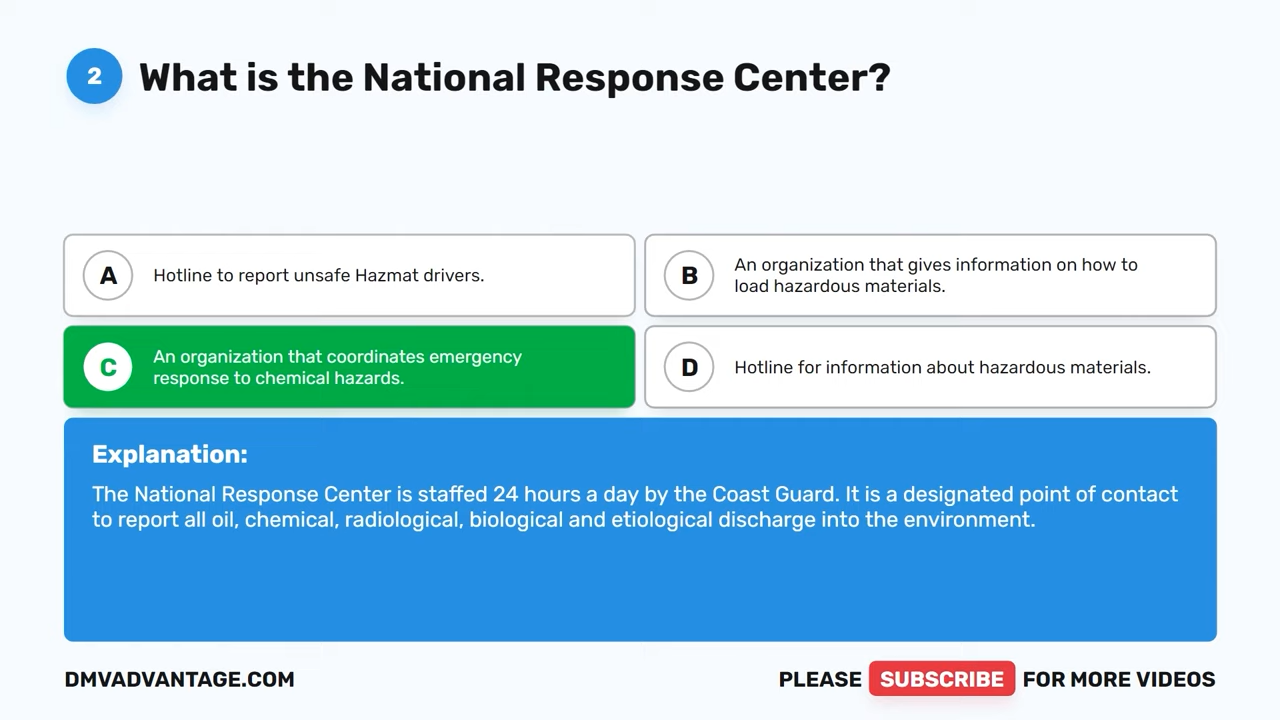 2
What is the National Response Center?
A
Hotline to report unsafe Hazmat drivers.
B
An organization that gives information on how to
load hazardous materials.
C
An organization that coordinates emergency
response to chemical hazards.
D
Hotline for information about hazardous materials.
Explanation:
The National Response Center is staffed 24 hours a day by the Coast Guard. It is a designated point of contact
to report all oil, chemical, radiological, biological and etiological discharge into the environment.
DMVADVANTAGE.COM
PLEASE SUBSCRIBE FOR MORE VIDEOS